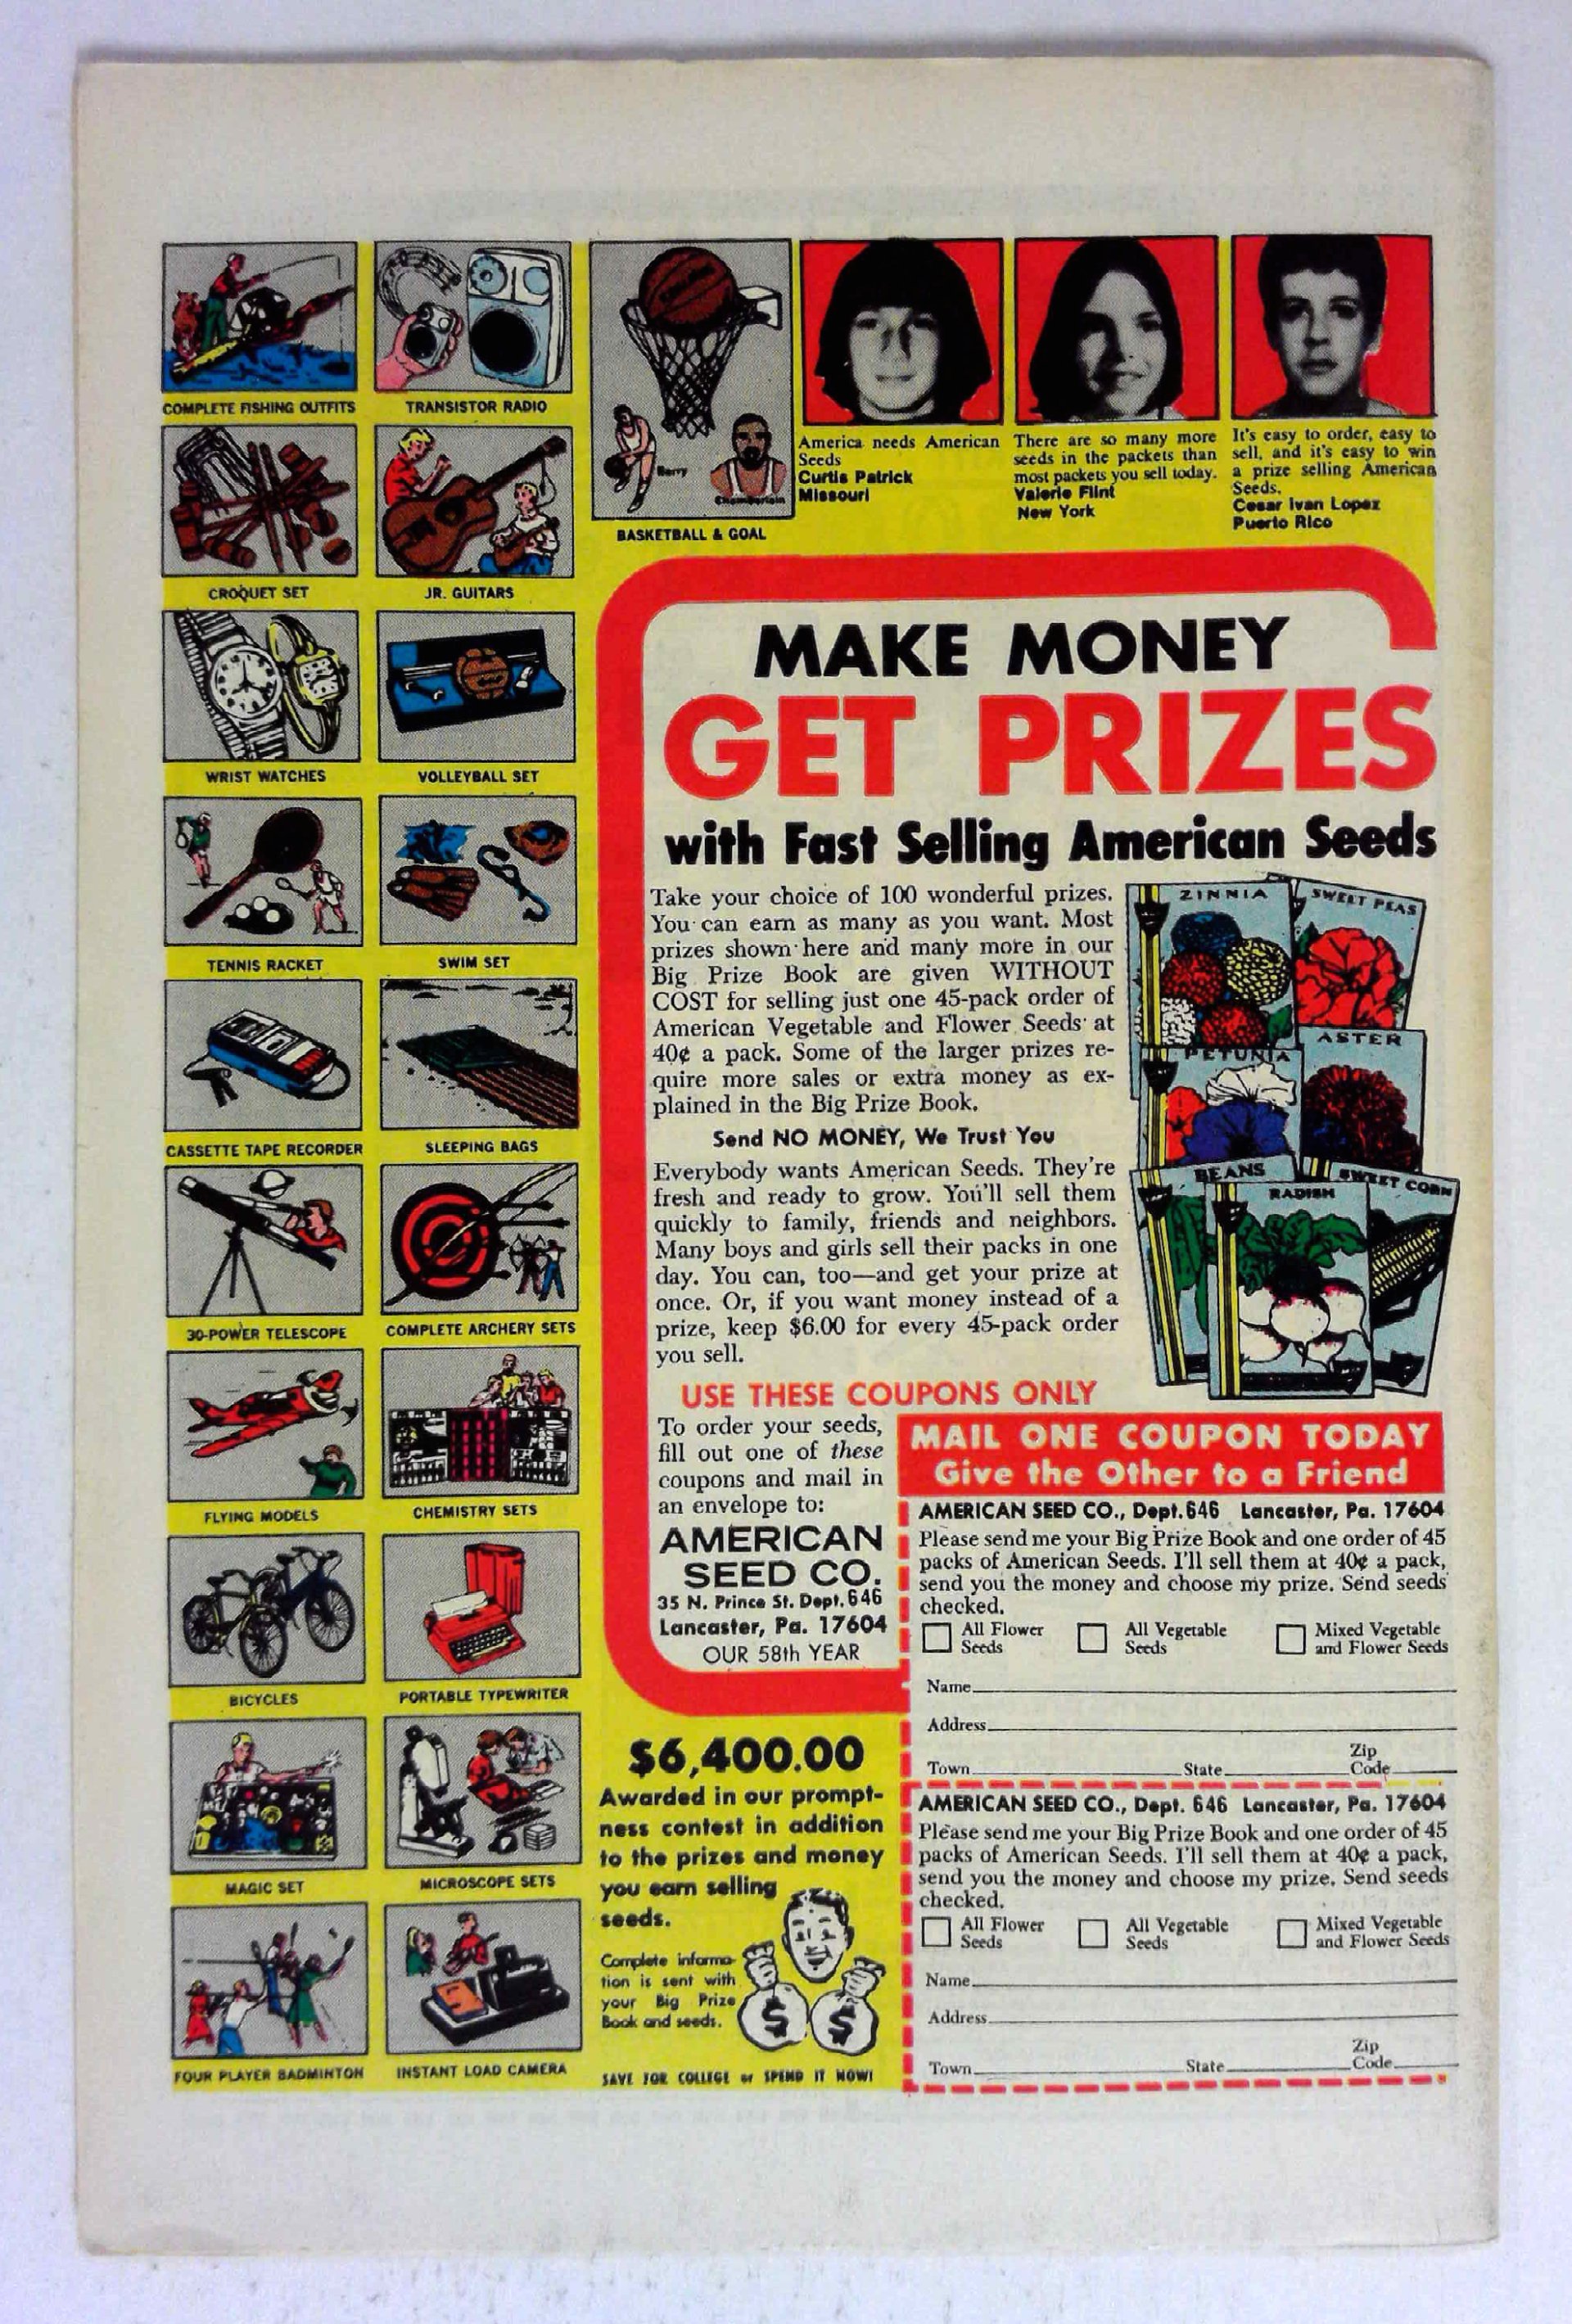 COMPLETE FISHING OUTFITS
TRANSISTOR RADIO
CROQUET SET
JR. GUITARS
WRIST WATCHES
VOLLEYBALL SET
TENNIS RACKET
SWIM SET
CASSETTE TAPE RECORDER
SLEEPING BAGS
30-POWER TELESCOPE
COMPLETE ARCHERY SETS
FLYING MODELS
CHEMISTRY SETS
BICYCLES
PORTABLE TYPEWRITER
MAGIC SET
MICROSCOPE SETS
FOUR PLAYER BADMINTON
INSTANT LOAD CAMERA
Barry
Chamberlain
BASKETBALL & GOAL
America needs American
Seeds
Curtis Patrick
Missouri
There are so many more
seeds in the packets than
most packets you sell today.
Valerie Flint
New York
It's easy to order, easy to
sell, and it's easy to win
a prize selling American
Seeds.
Cesar Ivan Lopez
Puerto Rico
MAKE MONEY
GET PRIZES
with Fast Selling American Seeds
Take your choice of 100 wonderful prizes.
You can earn as many as you want. Most
prizes shown here and many more in our
Big Prize Book are given WITHOUT
COST for selling just one 45-pack order of
American Vegetable and Flower Seeds at
40¢ a pack. Some of the larger prizes re-
quire more sales or extra money as ex-
plained in the Big Prize Book.
Send NO MONEY, We Trust You
Everybody wants American Seeds. They're
fresh and ready to grow. You'll sell them
quickly to family, friends and neighbors.
Many boys and girls sell their packs in one
day. You can, too—and get your prize at
once. Or, if you want money instead of a
prize, keep $6.00 for every 45-pack order
you sell.
ZINNIA
SWEET PEAS
PETUNIA
ASTER
BEANS
RADISH
SWEET CORN
USE THESE COUPONS ONLY
To order your seeds,
fill out one of these
coupons and mail in
an envelope to:
AMERICAN
SEED CO.
35 N. Prince St. Dept. 646
Lancaster, Pa. 17604
OUR 58th YEAR
MAIL ONE COUPON TODAY
Give the Other to a Friend
AMERICAN SEED CO., Dept. 646 Lancaster, Pa. 17604
Please send me your Big Prize Book and one order of 45
packs of American Seeds. I'll sell them at 40¢ a pack,
send you the money and choose my prize. Send seeds
checked.
All Flower
Seeds
All Vegetable
Seeds
Mixed Vegetable
and Flower Seeds
Name
Address
Town State Zip Code
AMERICAN SEED CO., Dept. 646 Lancaster, Pa. 17604
Please send me your Big Prize Book and one order of 45
packs of American Seeds. I'll sell them at 40¢ a pack,
send you the money and choose my prize. Send seeds
checked.
All Flower
Seeds
All Vegetable
Seeds
Mixed Vegetable
and Flower Seeds
Name
Address
Town State Zip Code
$6,400.00
Awarded in our prompt-
ness contest in addition
to the prizes and money
you earn selling
seeds.
Complete informa-
tion is sent with
your Big Prize
Book and seeds.
$ $
SAVE FOR COLLEGE or SPEND IT NOW!